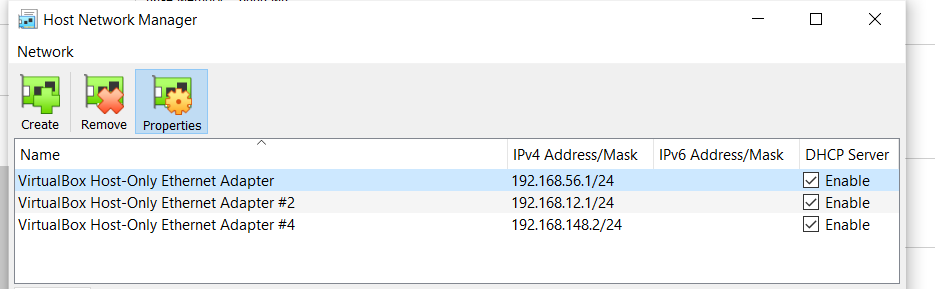 Host Network Manager
Network
Create Remove Properties
Name IPv4 Address/Mask IPv6 Address/Mask DHCP Server
VirtualBox Host-Only Ethernet Adapter 192.168.56.1/24 Enable
VirtualBox Host-Only Ethernet Adapter #2 192.168.12.1/24 Enable
VirtualBox Host-Only Ethernet Adapter #4 192.168.148.2/24 Enable